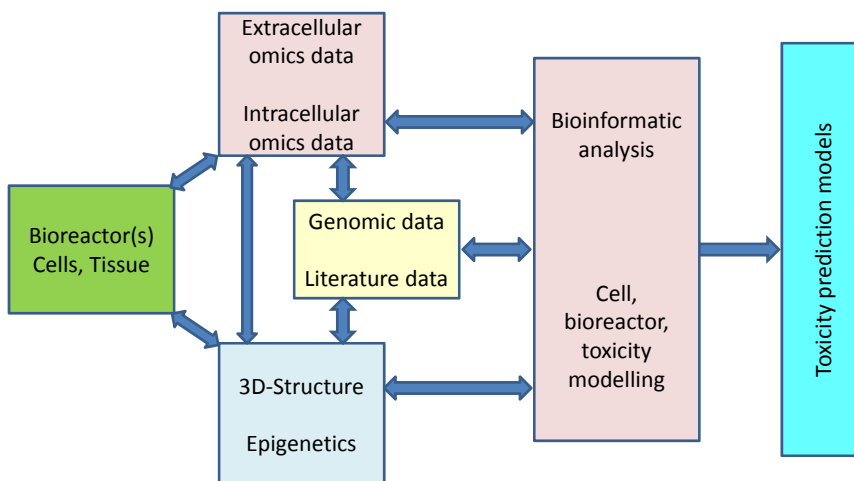 Extracellular
omics data
Intracellular
omics data
Bioreactor(s)
Cells, Tissue
Genomic data
Literature data
3D-Structure
Epigenetics
Bioinformatic
analysis
Cell,
bioreactor,
toxicity
modelling
Toxicity prediction models